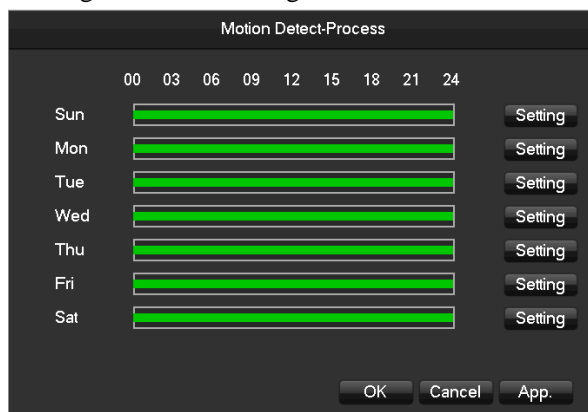 Motion Detect-Process
00 03 06 09 12 15 18 21 24
Sun Setting
Mon Setting
Tue Setting
Wed Setting
Thu Setting
Fri Setting
Sat Setting
OK Cancel App.